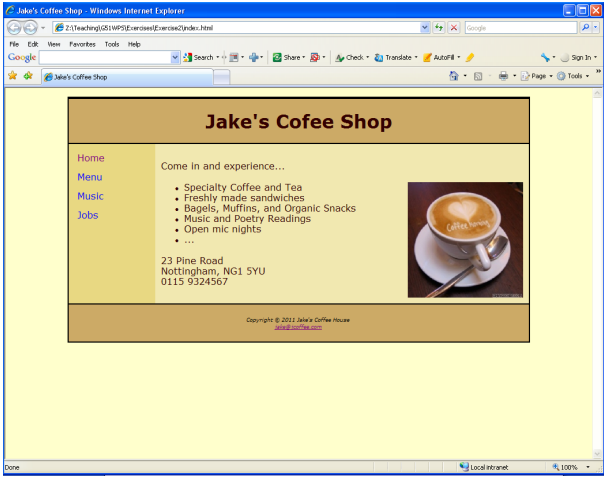 Jake's Coffee Shop - Windows Internet Explorer
Z:\Teaching\G51WPS\Exercises\Exercise2\index.html
Google
File Edit View Favorites Tools Help
Google Search Share Check Translate AutoFill Sign In
Jake's Coffee Shop Page Tools
Jake's Cofee Shop
Home
Menu
Music
Jobs
Come in and experience...
• Specialty Coffee and Tea
• Freshly made sandwiches
• Bagels, Muffins, and Organic Snacks
• Music and Poetry Readings
• Open mic nights
• ...
23 Pine Road
Nottingham, NG1 5YU
0115 9324567
Copyright © 2011 Jake's Coffee House
jake@jcoffee.com
Done Local intranet 100%